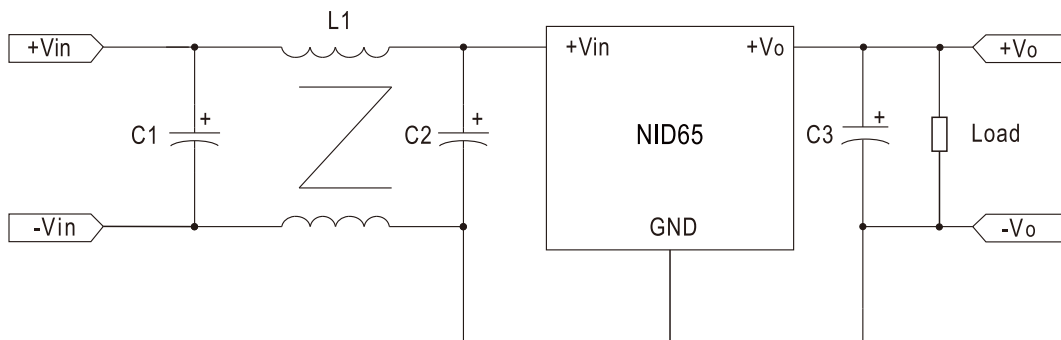 L1
+Vin
+Vin
+Vo
+Vo
C1
+
C2
+
NID65
C3
+
Load
-Vin
GND
-Vo